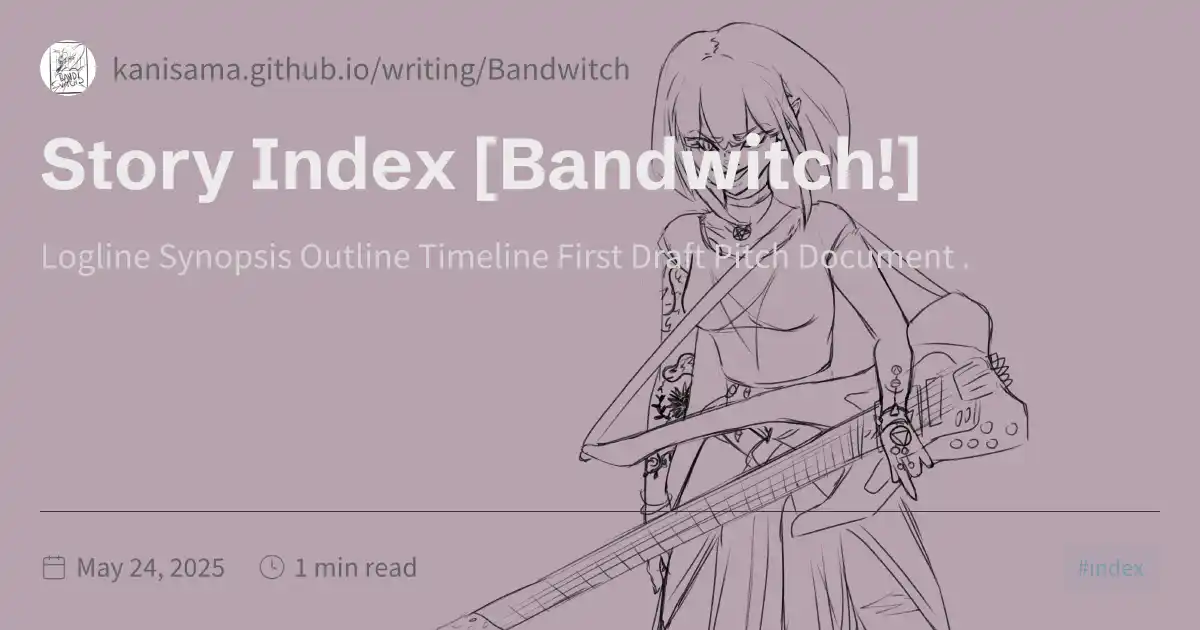 kanisama.github.io/writing/Bandwitch
Story Index [Bandwitch!]
Logline Synopsis Outline Timeline First Draft Pitch Document .
May 24, 2025
1 min read
#index